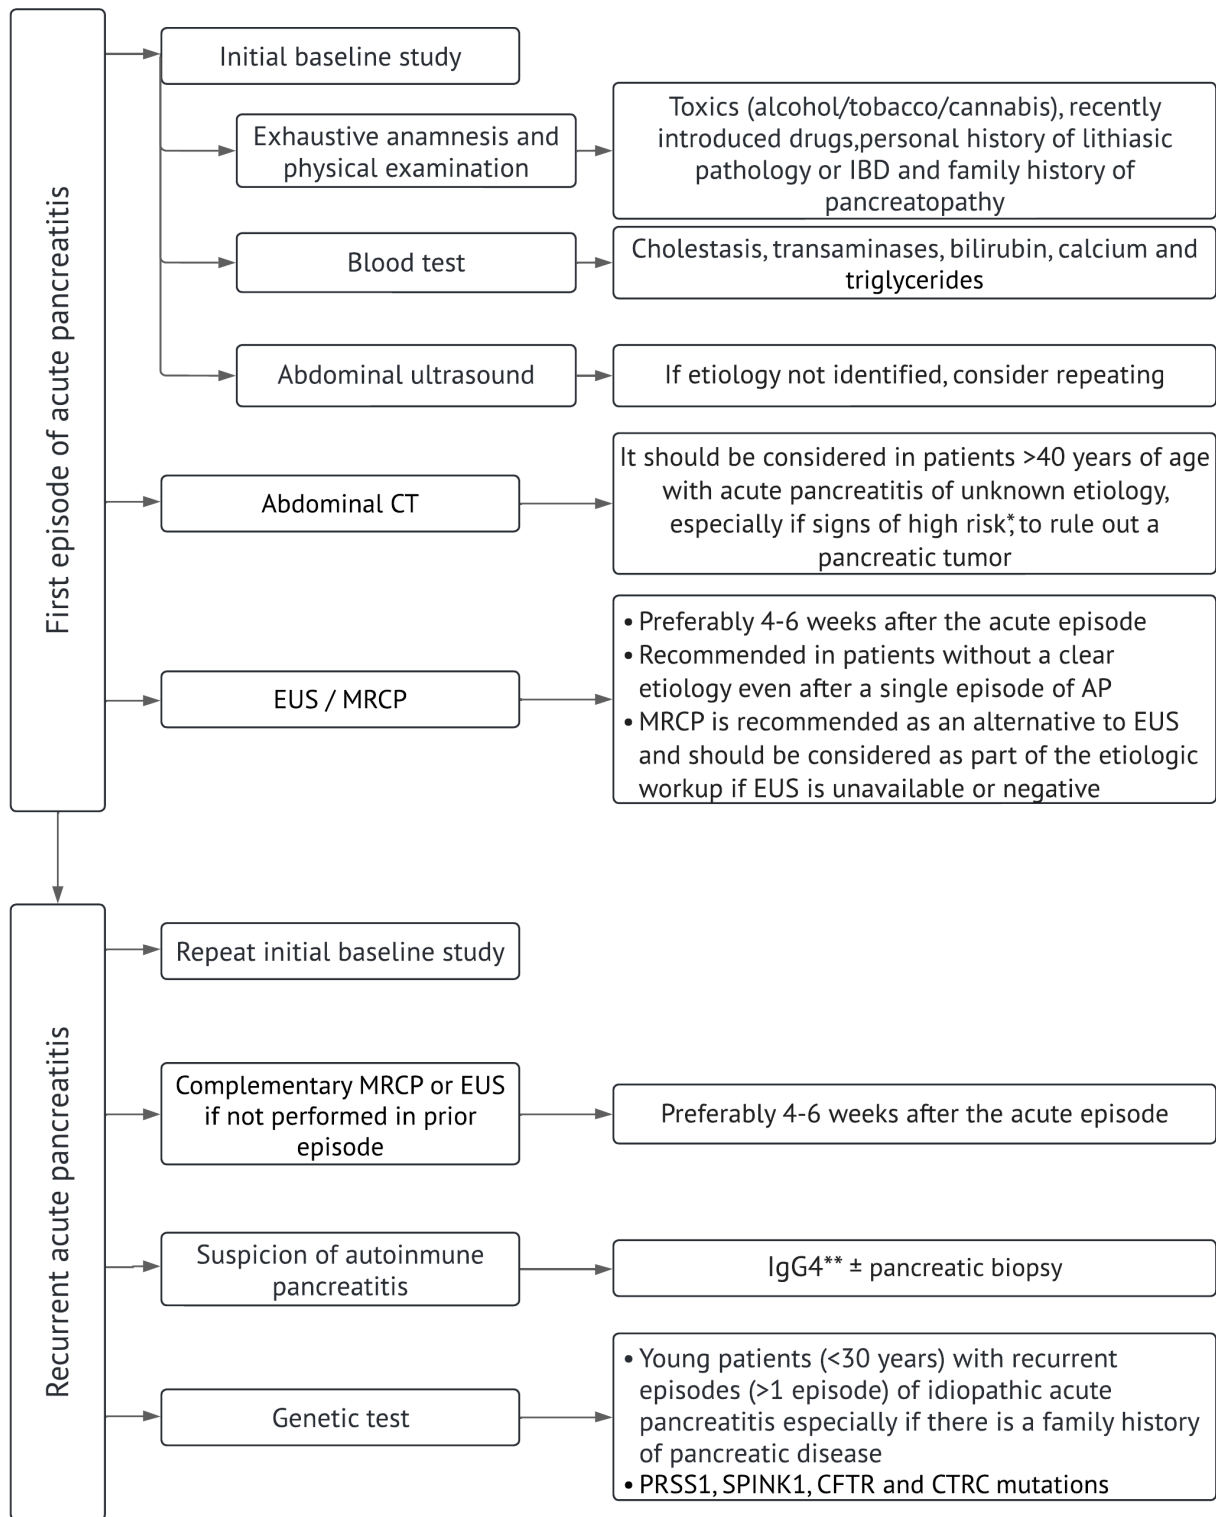 First episode of acute pancreatitis
Initial baseline study
Exhaustive anamnesis and
physical examination
Toxics (alcohol/tobacco/cannabis), recently
introduced drugs,personal history of lithiasic
pathology or IBD and family history of
pancreatopathy
Blood test
Cholestasis, transaminases, bilirubin, calcium and
triglycerides
Abdominal ultrasound
If etiology not identified, consider repeating
Abdominal CT
It should be considered in patients >40 years of age
with acute pancreatitis of unknown etiology,
especially if signs of high risk*, to rule out a
pancreatic tumor
EUS / MRCP
• Preferably 4-6 weeks after the acute episode
• Recommended in patients without a clear
etiology even after a single episode of AP
• MRCP is recommended as an alternative to EUS
and should be considered as part of the etiologic
workup if EUS is unavailable or negative
Recurrent acute pancreatitis
Repeat initial baseline study
Complementary MRCP or EUS
if not performed in prior
episode
Preferably 4-6 weeks after the acute episode
Suspicion of autoinmune
pancreatitis
IgG4** ± pancreatic biopsy
Genetic test
• Young patients (<30 years) with recurrent
episodes (>1 episode) of idiopathic acute
pancreatitis especially if there is a family history
of pancreatic disease
• PRSS1, SPINK1, CFTR and CTRC mutations